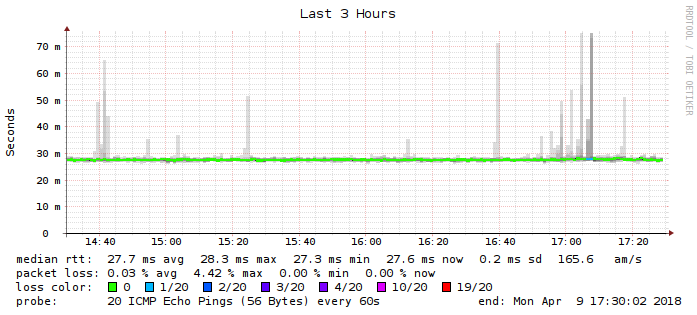 Last 3 Hours
RRDTOOL / TOBI OETIKER
Seconds
70 m
60 m
50 m
40 m
30 m
20 m
10 m
0
14:40 15:00 15:20 15:40 16:00 16:20 16:40 17:00 17:20
median rtt: 27.7 ms avg 28.3 ms max 27.3 ms min 27.6 ms now 0.2 ms sd 165.6 am/s
packet loss: 0.03 % avg 4.42 % max 0.00 % min 0.00 % now
loss color: 0 1/20 2/20 3/20 4/20 10/20 19/20
probe: 20 ICMP Echo Pings (56 Bytes) every 60s end: Mon Apr 9 17:30:02 2018